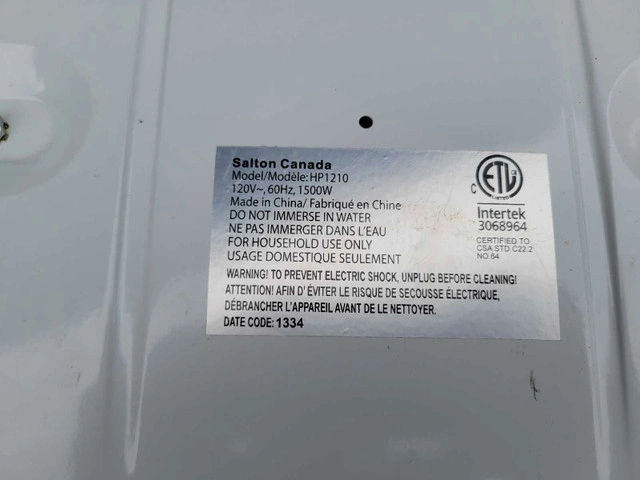 Salton Canada
Model/Modèle: HP1210
120V~, 60Hz, 1500W
Made in China/ Fabriqué en Chine
DO NOT IMMERSE IN WATER
NE PAS IMMERGER DANS L'EAU
FOR HOUSEHOLD USE ONLY
USAGE DOMESTIQUE SEULEMENT
WARNING! TO PREVENT ELECTRIC SHOCK, UNPLUG BEFORE CLEANING!
ATTENTION! AFIN D' ÉVITER LE RISQUE DE SECOUSSE ÉLECTRIQUE,
DÉBRANCHER L'APPAREIL AVANT DE LE NETTOYER.
DATE CODE: 1334
C ETL
LISTED
Intertek
3068964
CERTIFIED TO
CSA STD C22.2
NO.64